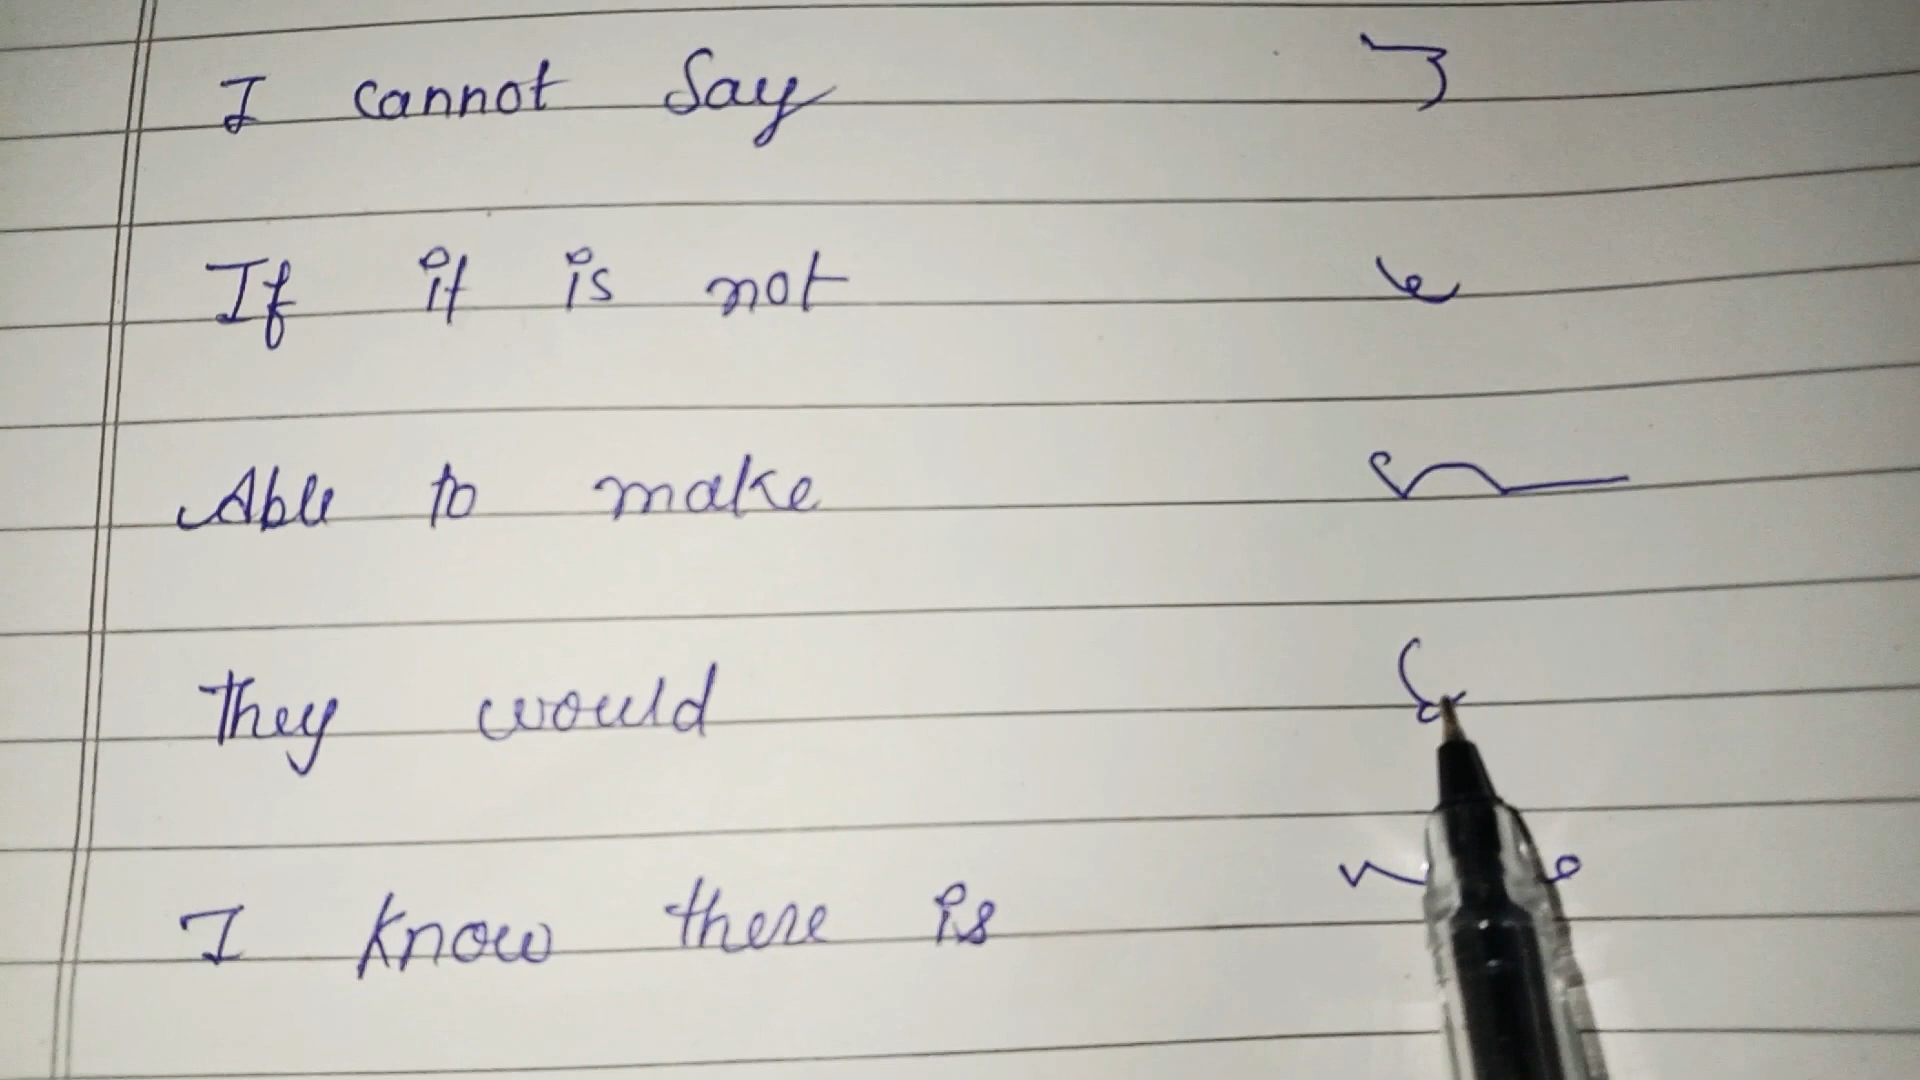 I cannot Say
If it is not
Able to make
They would
I know there is